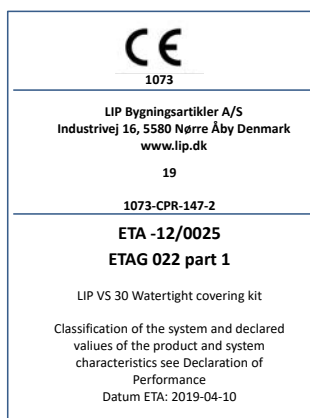 CE
1073
LIP Bygningsartikler A/S
Industrivej 16, 5580 Nørre Åby Denmark
www.lip.dk
19
1073-CPR-147-2
ETA -12/0025
ETAG 022 part 1
LIP VS 30 Watertight covering kit
Classification of the system and declared
valiues of the product and system
characteristics see Declaration of
Performance
Datum ETA: 2019-04-10